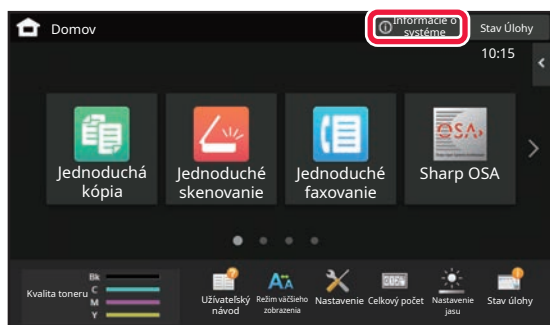 Domov
Informácie o
systéme
Stav Úlohy
10:15
Jednoduchá
kópia
Jednoduché
skenovanie
Jednoduché
faxovanie
OSA
Sharp OSA
Kvalita toneru
Bk
C
M
Y
Užívateľský
návod
Režim väčšieho
zobrazenia
Nastavenie
Celkový počet
Nastavenie
jasu
Stav úlohy